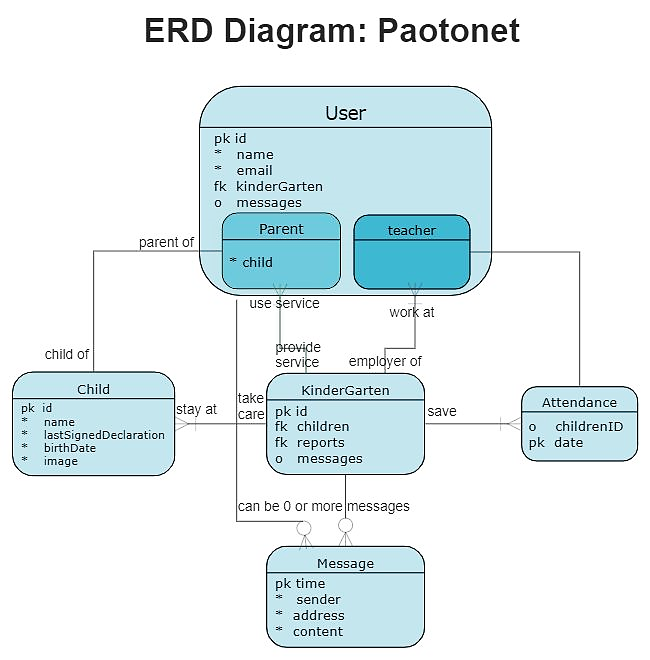 ERD Diagram: Paotonet
User
pk id
* name
* email
fk kinderGarten
o messages
Parent
* child
teacher
parent of
use service
work at
child of
provide
service
employer of
Child
pk id
* name
* lastSignedDeclaration
* birthDate
* image
stay at
take
care
KinderGarten
pk id
fk children
fk reports
o messages
save
Attendance
o childrenID
pk date
can be 0 or more messages
Message
pk time
* sender
* address
* content